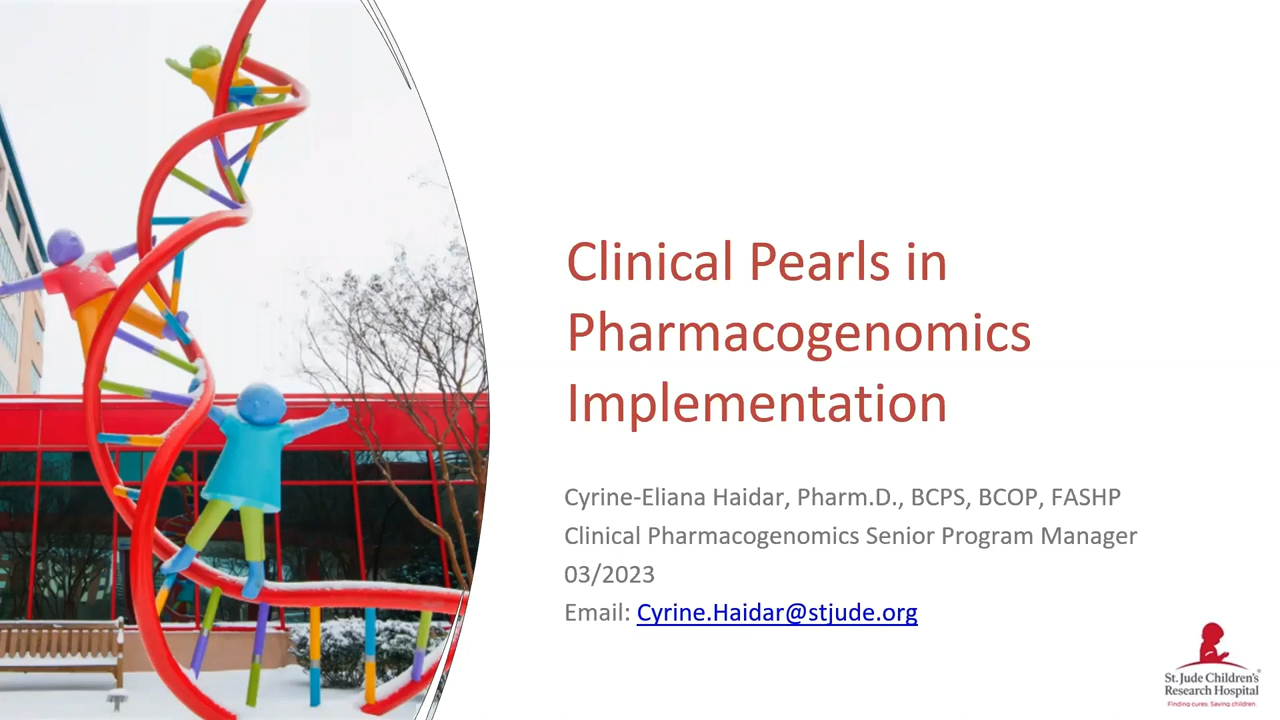 Clinical Pearls in
Pharmacogenomics
Implementation
Cyrine-Eliana Haidar, Pharm.D., BCPS, BCOP, FASHP
Clinical Pharmacogenomics Senior Program Manager
03/2023
Email: Cyrine.Haidar@stjude.org
St. Jude Children's®
Research Hospital
Finding cures. Saving children.